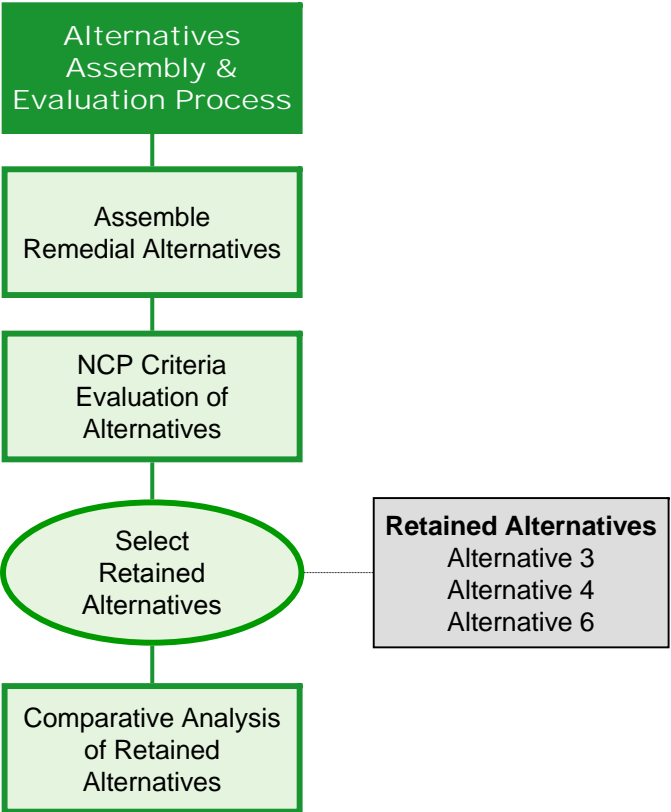 Alternatives
Assembly &
Evaluation Process
Assemble
Remedial Alternatives
NCP Criteria
Evaluation of
Alternatives
Select
Retained
Alternatives
Retained Alternatives
Alternative 3
Alternative 4
Alternative 6
Comparative Analysis
of Retained
Alternatives